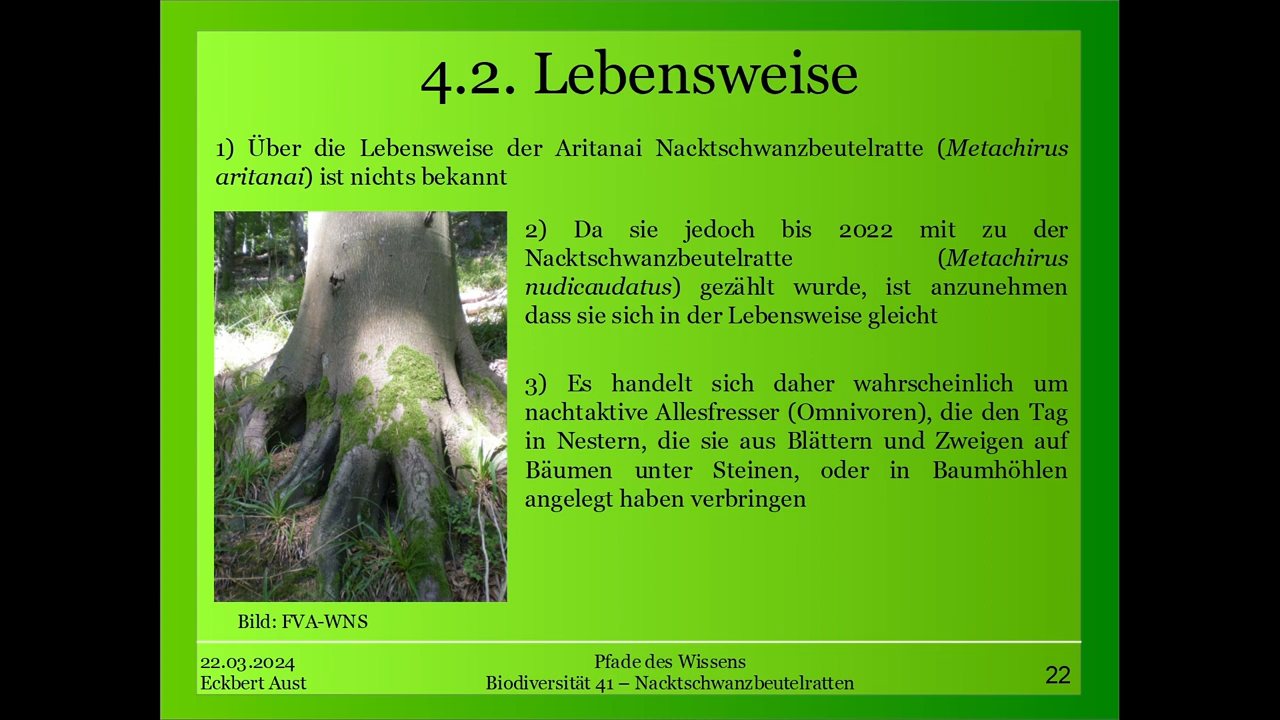 4.2. Lebensweise
1) Über die Lebensweise der Aritanai Nacktschwanzbeutelratte (Metachirus
aritanai) ist nichts bekannt
2) Da sie jedoch bis 2022 mit zu der
Nacktschwanzbeutelratte (Metachirus
nudicaudatus) gezählt wurde, ist anzunehmen
dass sie sich in der Lebensweise gleicht
3) Es handelt sich daher wahrscheinlich um
nachtaktive Allesfresser (Omnivoren), die den Tag
in Nestern, die sie aus Blättern und Zweigen auf
Bäumen unter Steinen, oder in Baumhöhlen
angelegt haben verbringen
Bild: FVA-WNS
22.03.2024
Eckbert Aust
Pfade des Wissens
Biodiversität 41 – Nacktschwanzbeutelratten
22